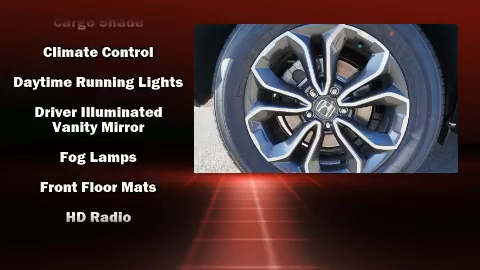 Cargo Shade
Climate Control
Daytime Running Lights
Driver Illuminated
Vanity Mirror
Fog Lamps
Front Floor Mats
HD Radio